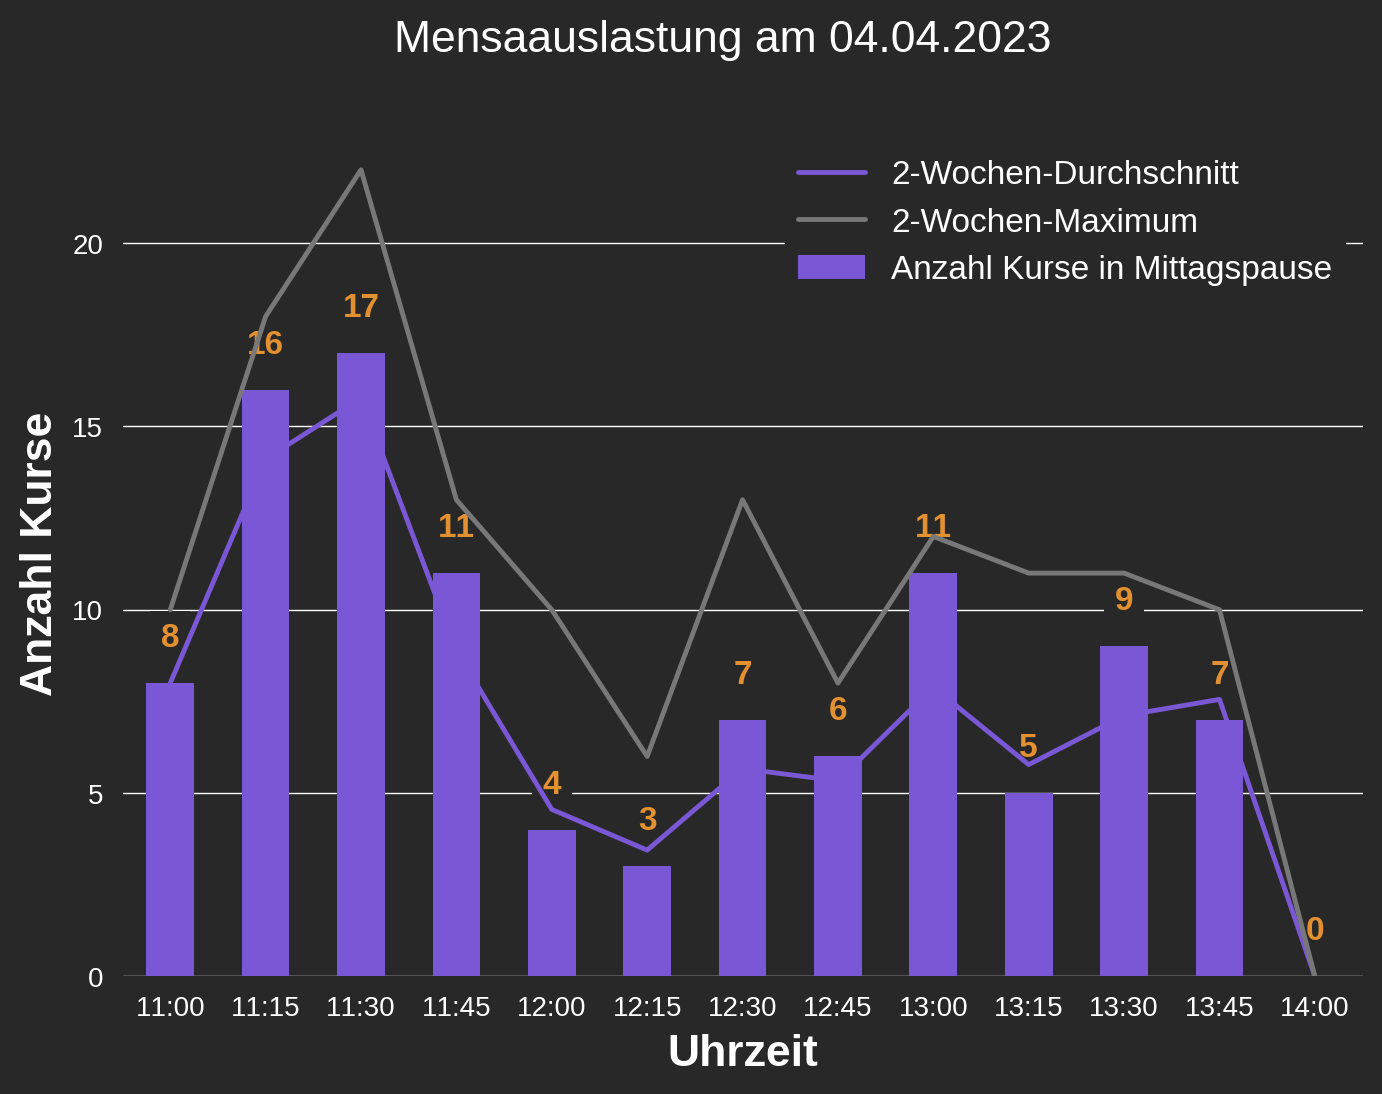 Mensaauslastung am 04.04.2023
2-Wochen-Durchschnitt
2-Wochen-Maximum
Anzahl Kurse in Mittagspause
Anzahl Kurse
20
15
10
5
0
8
16
17
11
4
3
7
6
11
5
9
7
0
11:00 11:15 11:30 11:45 12:00 12:15 12:30 12:45 13:00 13:15 13:30 13:45 14:00
Uhrzeit